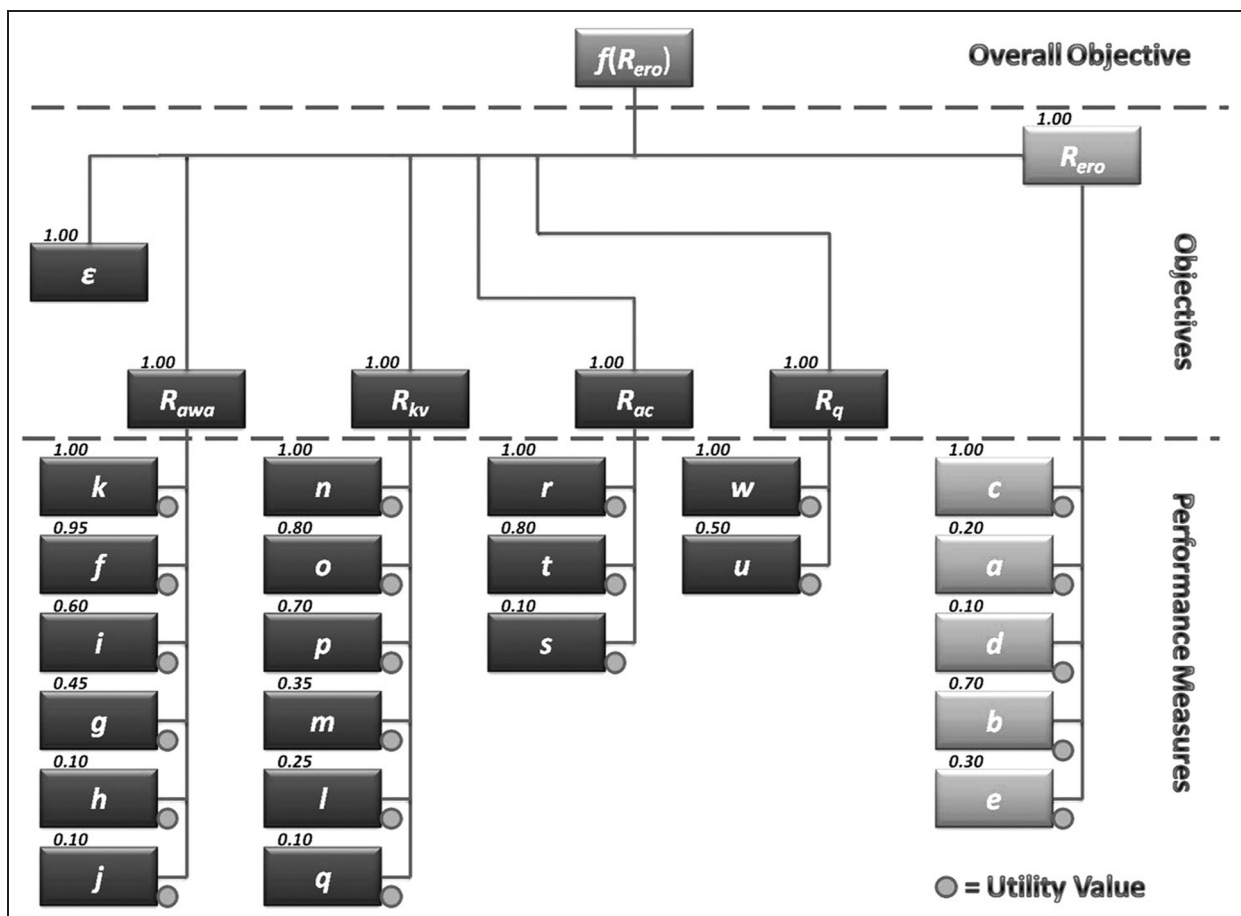 f(Rero)
Overall Objective
1.00
Rero
1.00
ε
Objectives
1.00
Rawa
1.00
Rkv
1.00
Rac
1.00
Rq
Performance Measures
1.00
k
0.95
f
0.60
i
0.45
g
0.10
h
0.10
j
1.00
n
0.80
o
0.70
p
0.35
m
0.25
l
0.10
q
1.00
r
0.80
t
0.10
s
1.00
w
0.50
u
1.00
c
0.20
a
0.10
d
0.70
b
0.30
e
= Utility Value